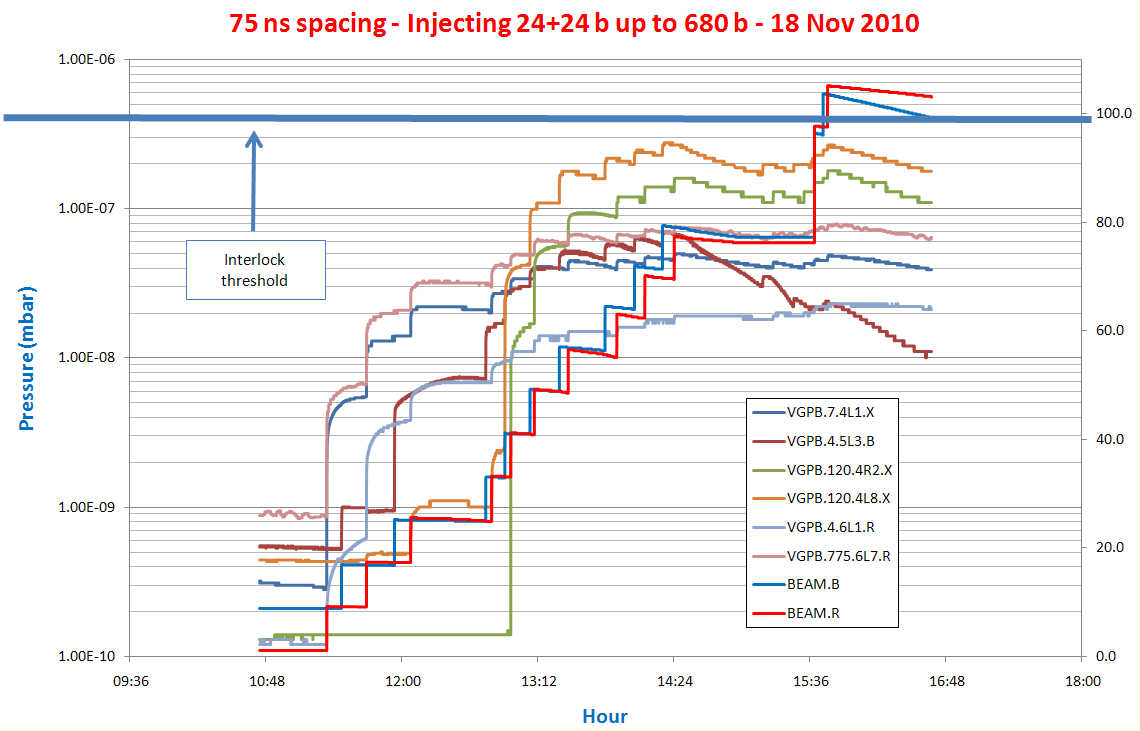 75 ns spacing - Injecting 24+24 b up to 680 b - 18 Nov 2010
1.00E-06
1.00E-07
1.00E-08
1.00E-09
1.00E-10
Pressure (mbar)
Interlock
threshold
100.0
80.0
60.0
40.0
20.0
0.0
VGPB.7.4L1.X
VGPB.4.5L3.B
VGPB.120.4R2.X
VGPB.120.4L8.X
VGPB.4.6L1.R
VGPB.775.6L7.R
BEAM.B
BEAM.R
09:36 10:48 12:00 13:12 14:24 15:36 16:48 18:00
Hour